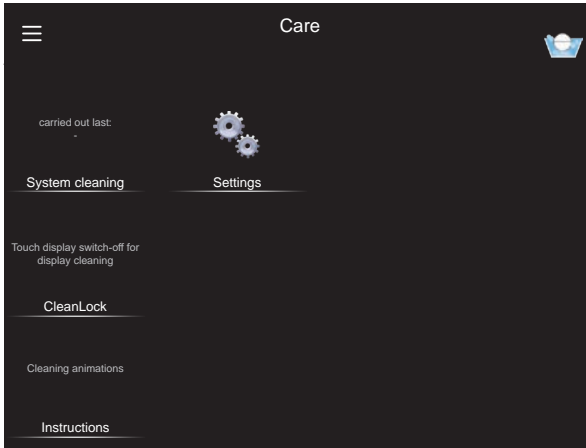 Care
carried out last:
-
System cleaning
Settings
Touch display switch-off for
display cleaning
CleanLock
Cleaning animations
Instructions